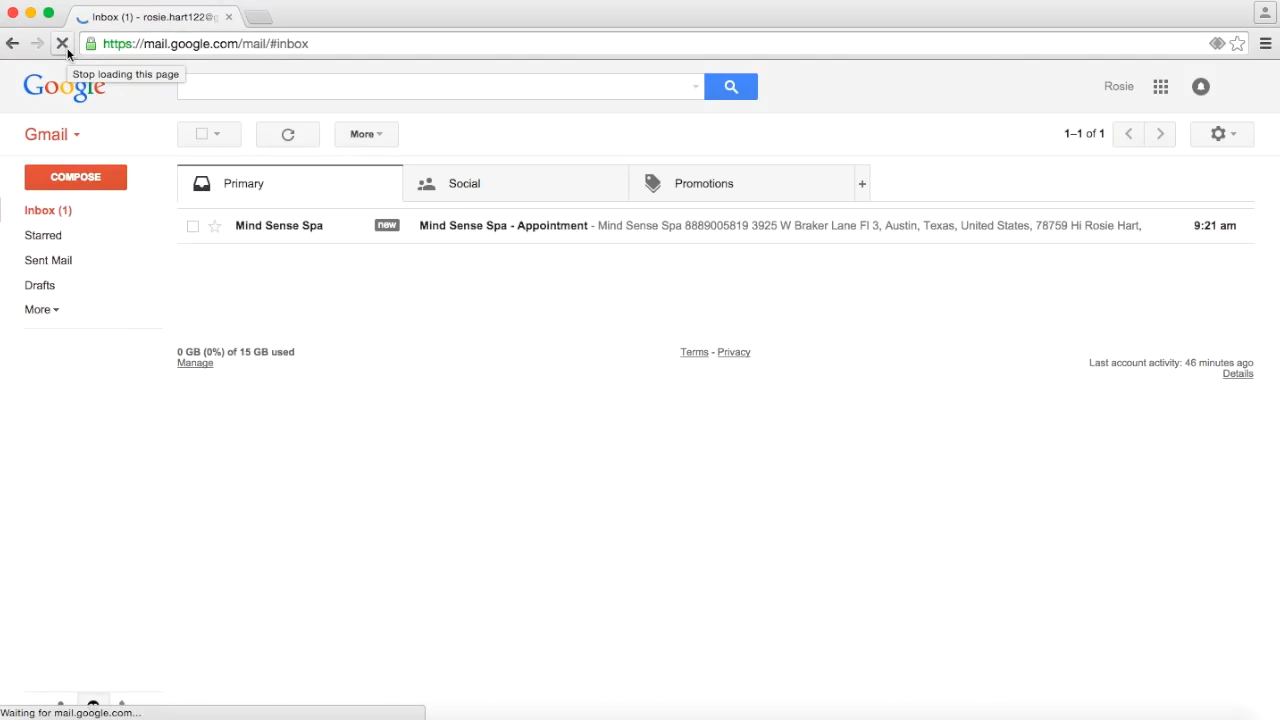 Inbox (1) - rosie.hart122@g
https://mail.google.com/mail/#inbox
Stop loading this page
Google
Rosie
Gmail
More
1–1 of 1
COMPOSE
Primary
Social
Promotions
+
Inbox (1)
Mind Sense Spa
new
Mind Sense Spa - Appointment - Mind Sense Spa 8889005819 3925 W Braker Lane Fl 3, Austin, Texas, United States, 78759 Hi Rosie Hart,
9:21 am
Starred
Sent Mail
Drafts
More
0 GB (0%) of 15 GB used
Manage
Terms - Privacy
Last account activity: 46 minutes ago
Details
Waiting for mail.google.com...